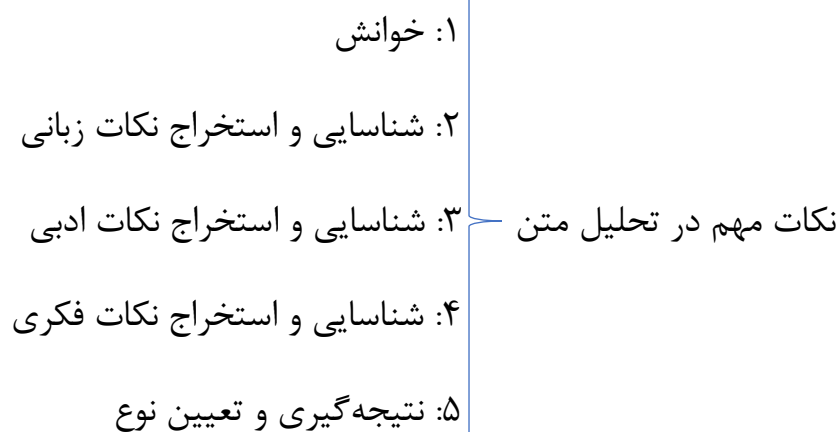 نکات مهم در تحلیل متن
۱: خوانش
۲: شناسایی و استخراج نکات زبانی
۳: شناسایی و استخراج نکات ادبی
۴: شناسایی و استخراج نکات فکری
۵: نتیجه‌گیری و تعیین نوع